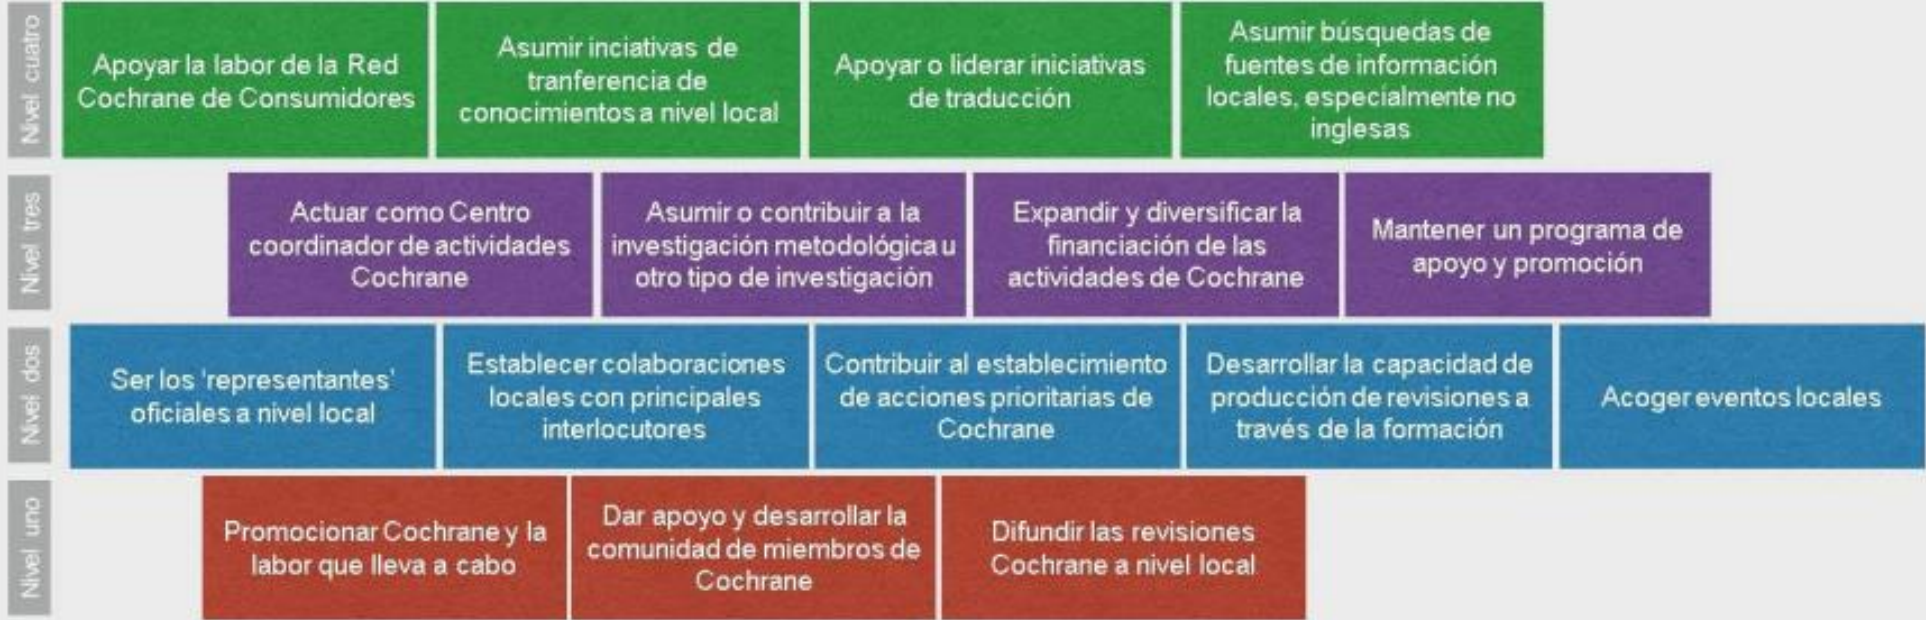 Nivel cuatro
Apoyar la labor de la Red
Cochrane de Consumidores
Asumir inciativas de
tranferencia de
conocimientos a nivel local
Apoyar o liderar iniciativas
de traducción
Asumir búsquedas de
fuentes de información
locales, especialmente no
inglesas
Nivel tres
Actuar como Centro
coordinador de actividades
Cochrane
Asumir o contribuir a la
investigación metodológica u
otro tipo de investigación
Expandir y diversificar la
financiación de las
actividades de Cochrane
Mantener un programa de
apoyo y promoción
Nivel dos
Ser los 'representantes'
oficiales a nivel local
Establecer colaboraciones
locales con principales
interlocutores
Contribuir al establecimiento
de acciones prioritarias de
Cochrane
Desarrollar la capacidad de
producción de revisiones a
través de la formación
Acoger eventos locales
Nivel uno
Promocionar Cochrane y la
labor que lleva a cabo
Dar apoyo y desarrollar la
comunidad de miembros de
Cochrane
Difundir las revisiones
Cochrane a nivel local